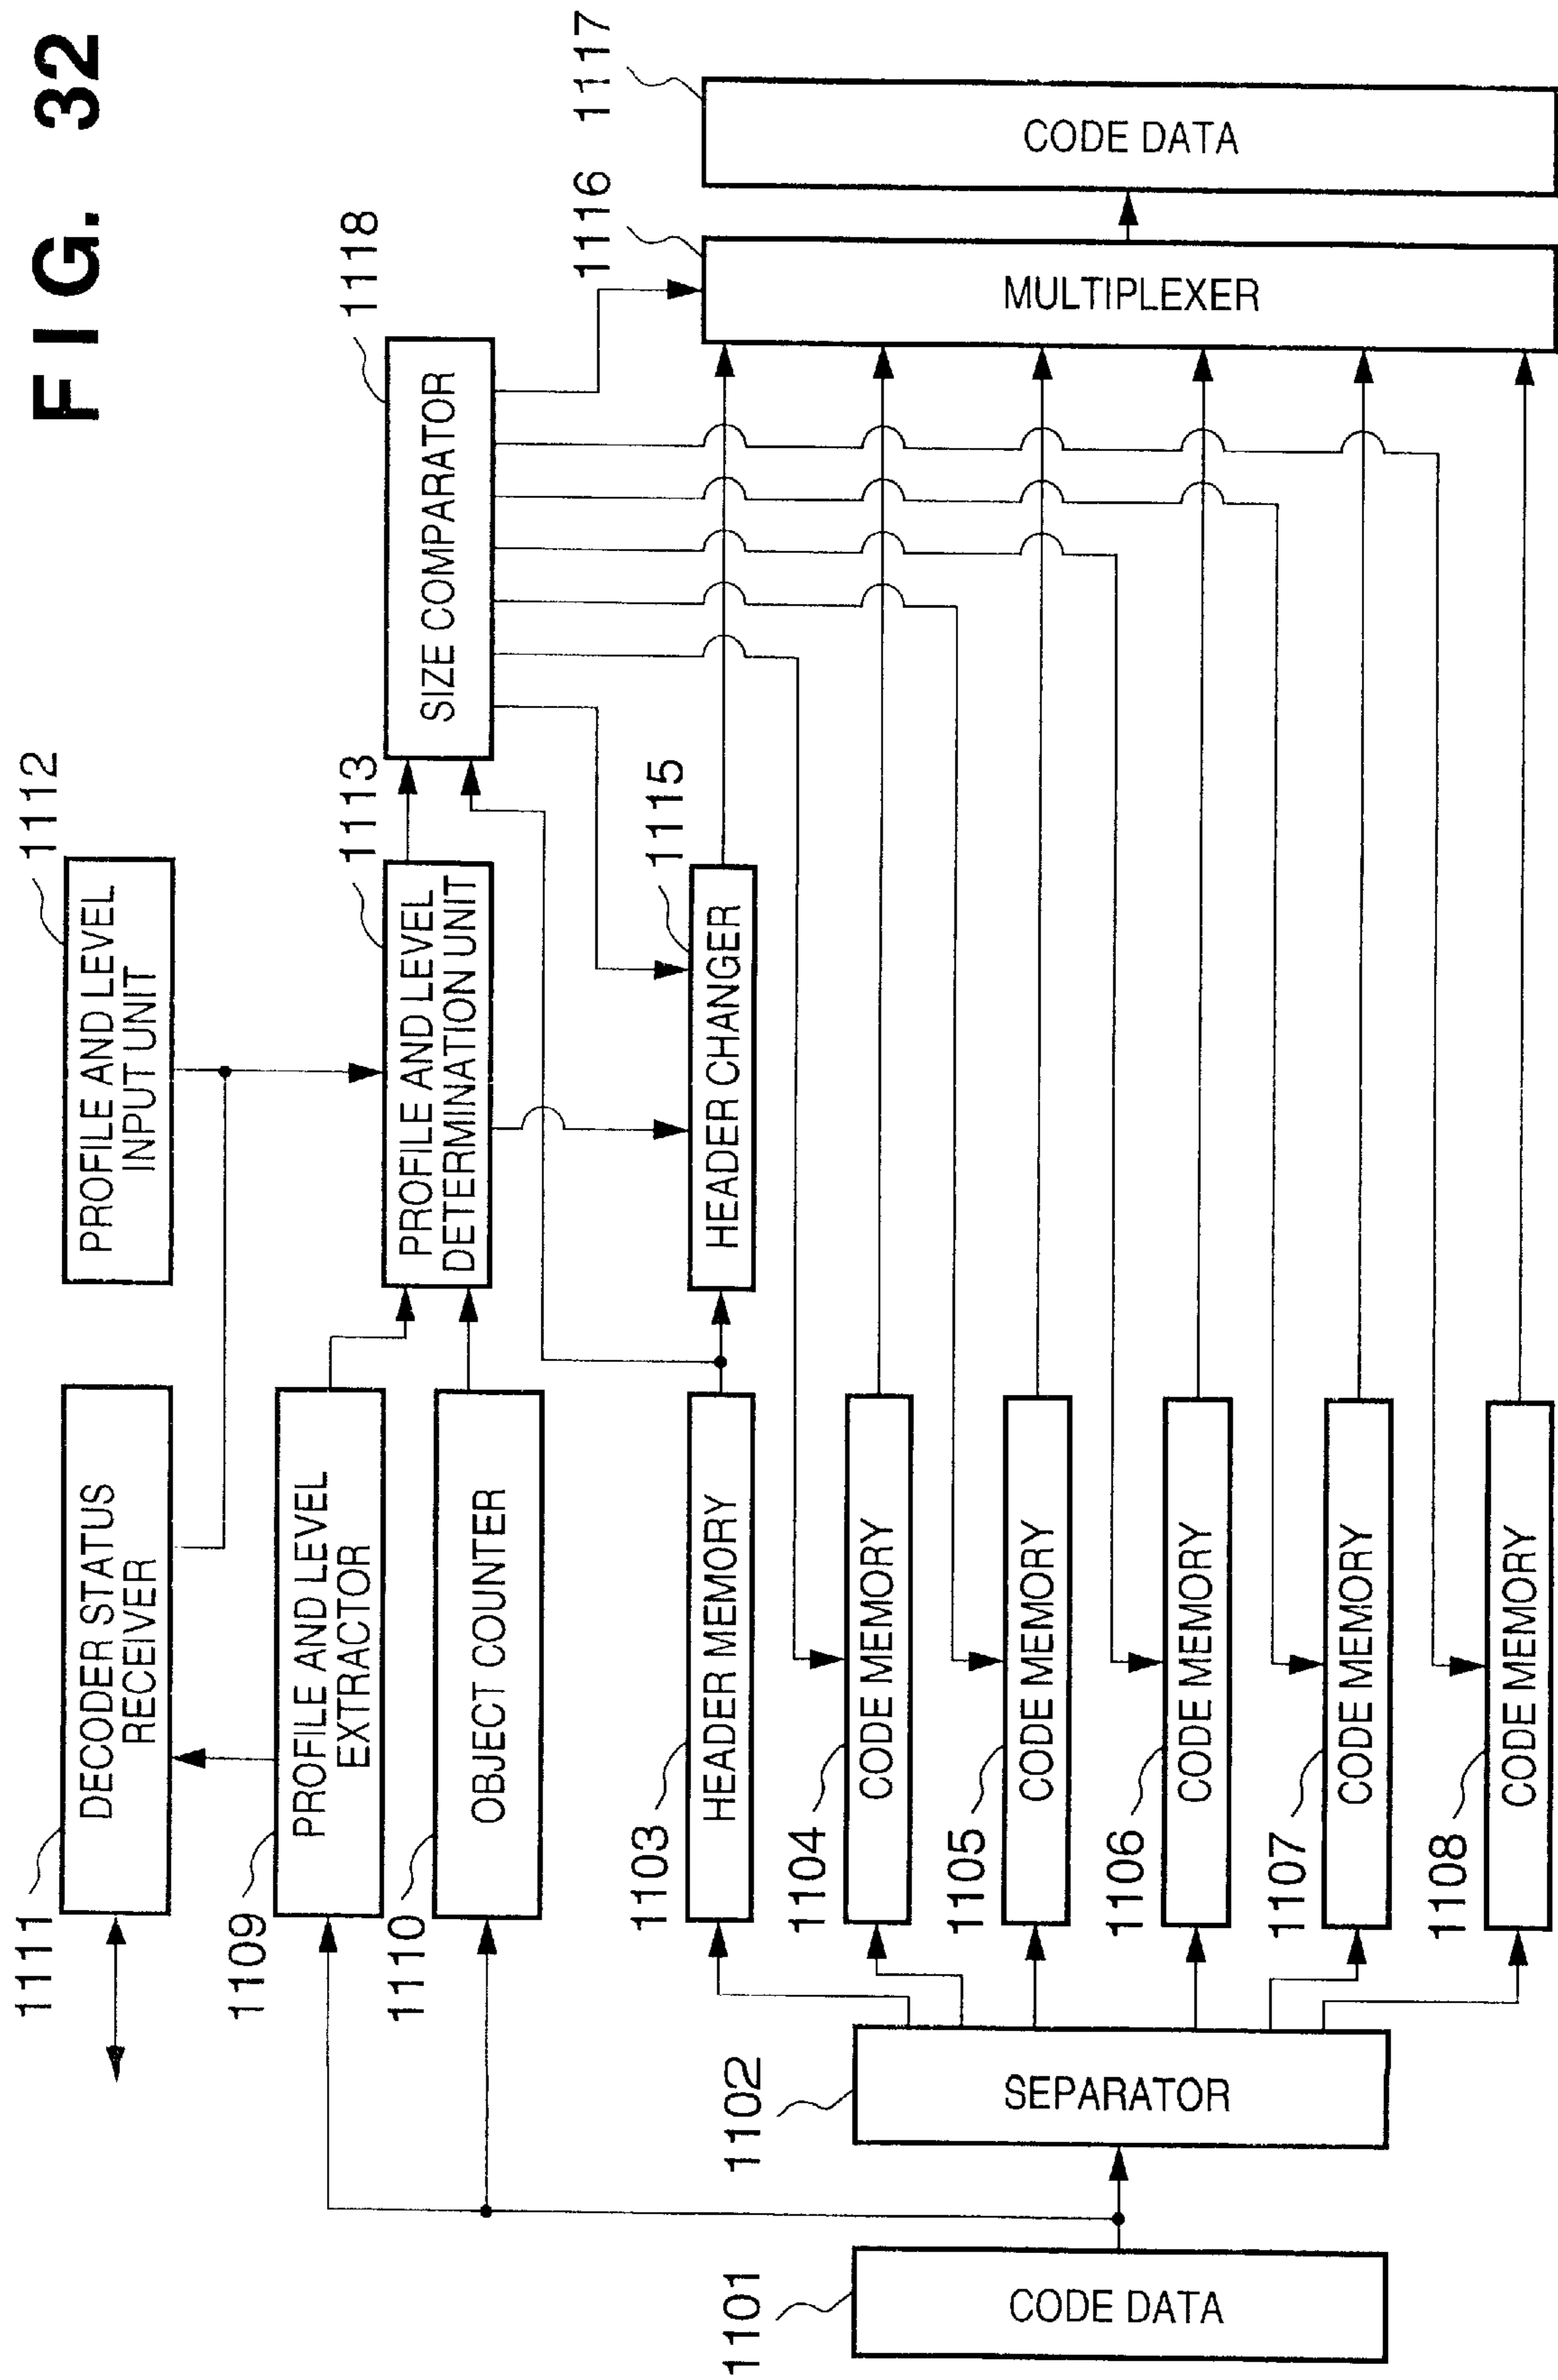 FIG. 32
1111
DECODER STATUS
RECEIVER
1112
PROFILE AND LEVEL
INPUT UNIT
1109
PROFILE AND LEVEL
EXTRACTOR
1110
OBJECT COUNTER
1113
PROFILE AND LEVEL
DETERMINATION UNIT
1118
SIZE COMPARATOR
1103
HEADER MEMORY
1115
HEADER CHANGER
1104
CODE MEMORY
1105
CODE MEMORY
1106
CODE MEMORY
1107
CODE MEMORY
1108
CODE MEMORY
1101
CODE DATA
1102
SEPARATOR
1116
MULTIPLEXER
1117
CODE DATA